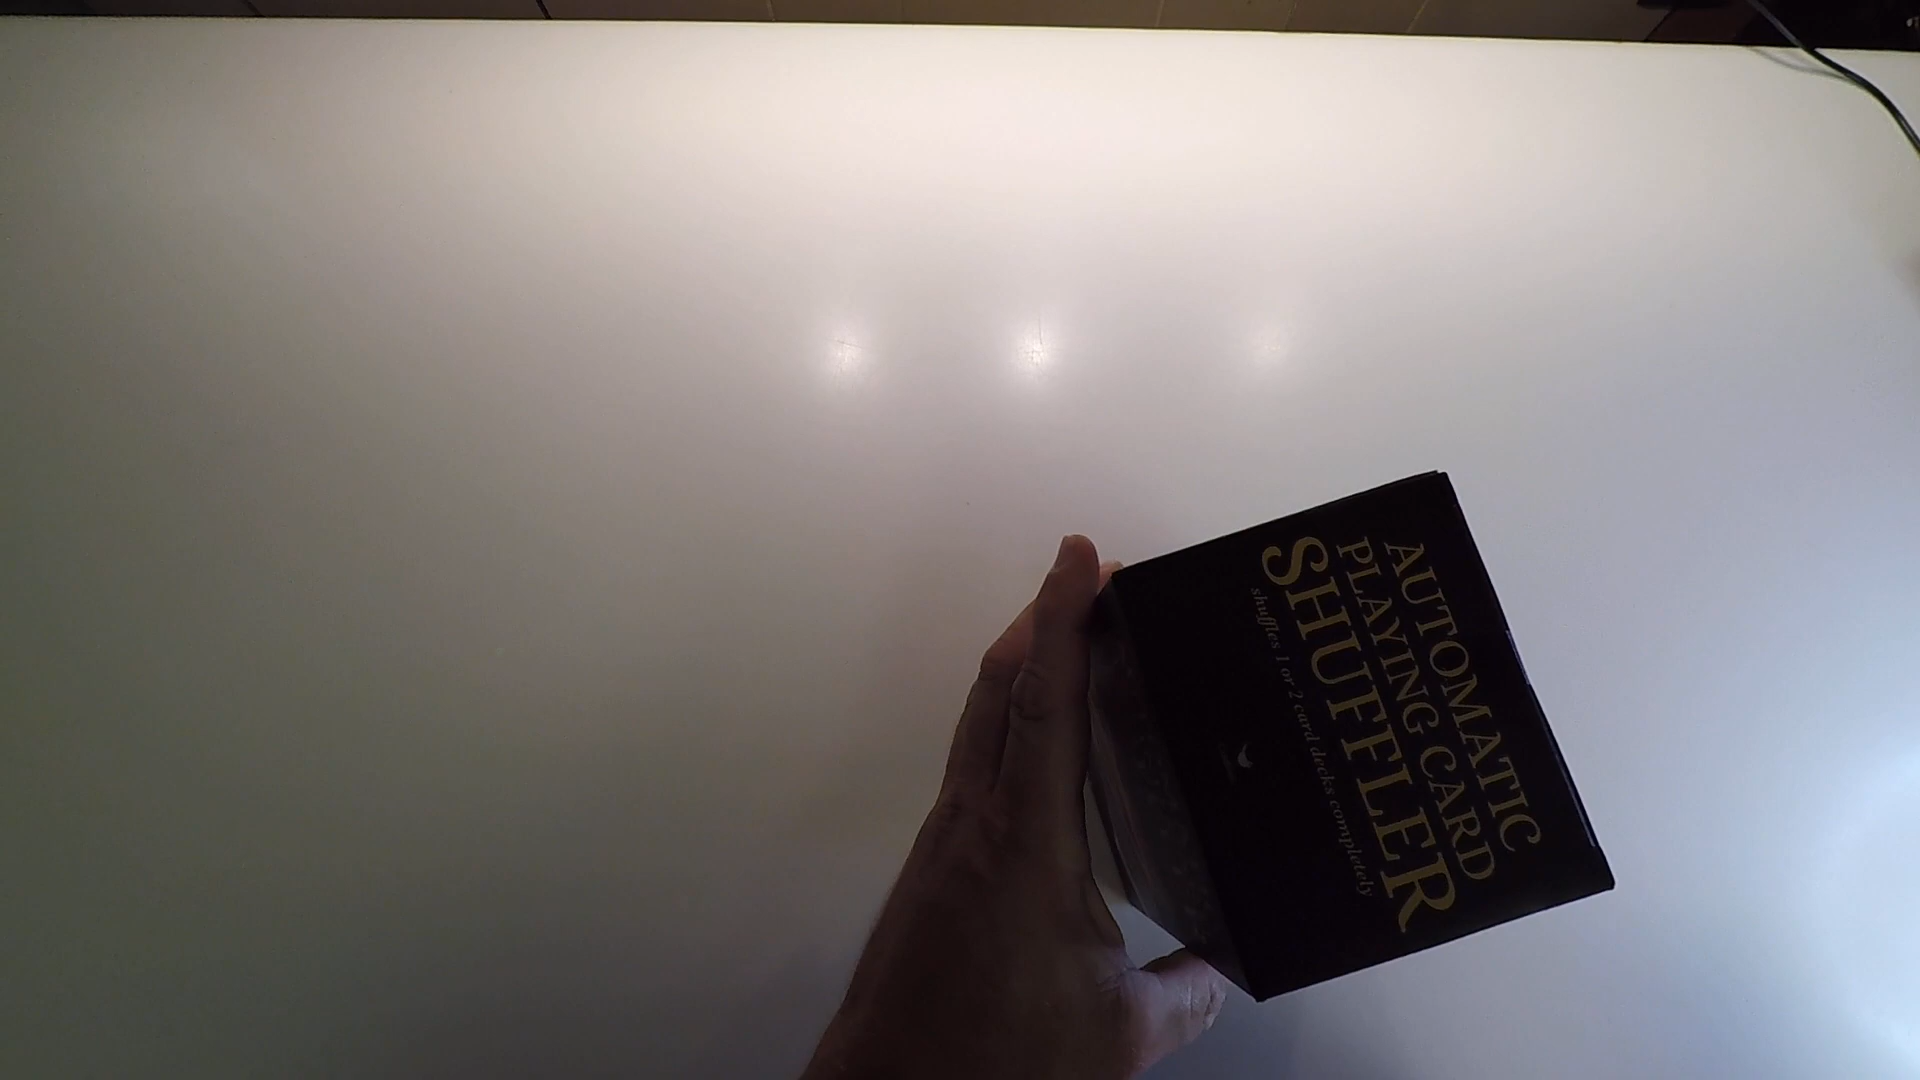 AUTOMATIC
PLAYING CARD
SHUFFLER
shuffles 1 or 2 card decks completely